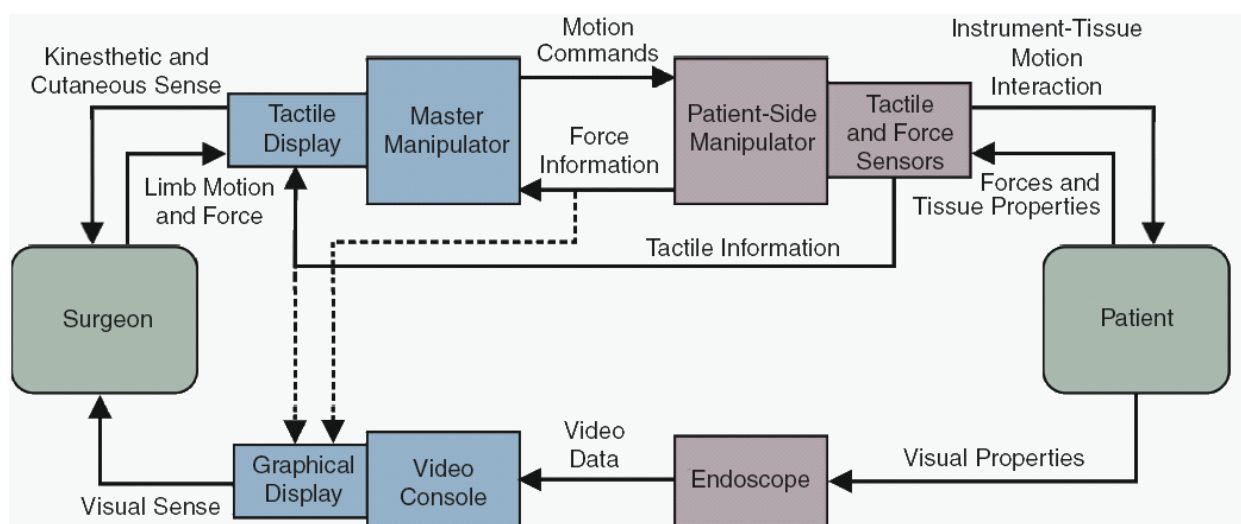 Kinesthetic and
Cutaneous Sense
Motion
Commands
Instrument-Tissue
Motion
Interaction
Tactile
Display
Master
Manipulator
Force
Information
Patient-Side
Manipulator
Tactile
and Force
Sensors
Limb Motion
and Force
Forces and
Tissue Properties
Tactile Information
Surgeon
Patient
Graphical
Display
Video
Console
Video
Data
Endoscope
Visual Properties
Visual Sense